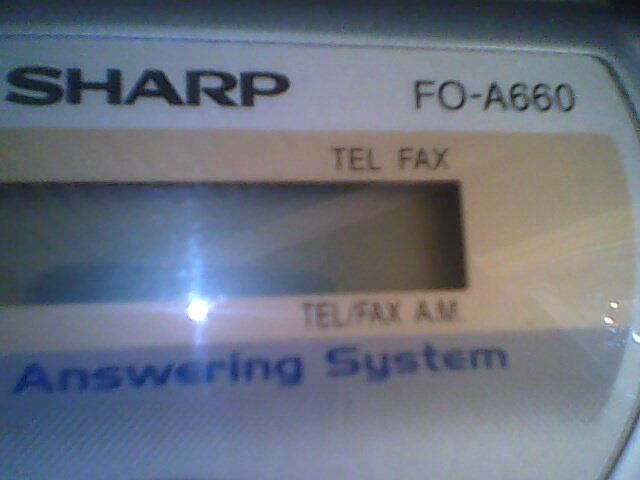 SHARP FO-A660
TEL FAX
TEL/FAX A.M.
Answering System